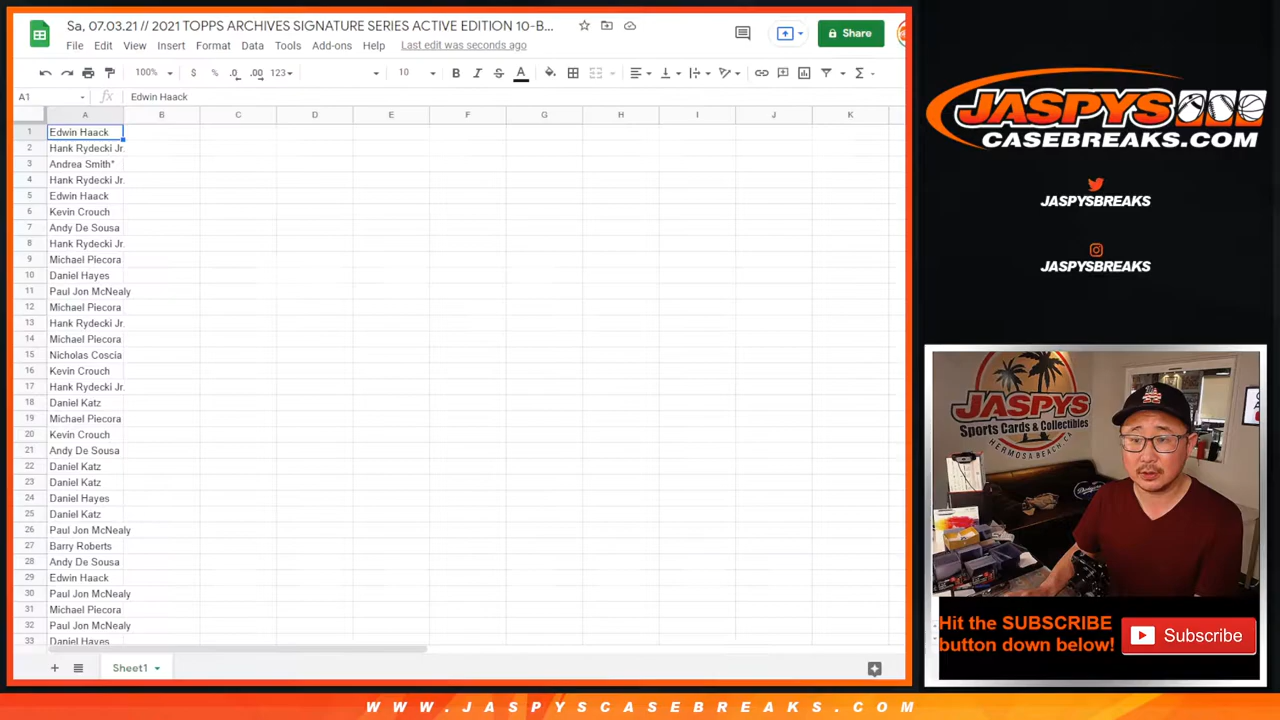 Sa, 07.03.21 // 2021 TOPPS ARCHIVES SIGNATURE SERIES ACTIVE EDITION 10-B...
File Edit View Insert Format Data Tools Add-ons Help Last edit was seconds ago
Share
100% $ % .0 .00 123 10 B I S A
A1 fx Edwin Haack
A B C D E F G H I J K
1 Edwin Haack
2 Hank Rydecki Jr.
3 Andrea Smith*
4 Hank Rydecki Jr.
5 Edwin Haack
6 Kevin Crouch
7 Andy De Sousa
8 Hank Rydecki Jr.
9 Michael Piecora
10 Daniel Hayes
11 Paul Jon McNealy
12 Michael Piecora
13 Hank Rydecki Jr.
14 Michael Piecora
15 Nicholas Coscia
16 Kevin Crouch
17 Hank Rydecki Jr.
18 Daniel Katz
19 Michael Piecora
20 Kevin Crouch
21 Andy De Sousa
22 Daniel Katz
23 Daniel Katz
24 Daniel Hayes
25 Daniel Katz
26 Paul Jon McNealy
27 Barry Roberts
28 Andy De Sousa
29 Edwin Haack
30 Paul Jon McNealy
31 Michael Piecora
32 Paul Jon McNealy
33 Daniel Hayes
Sheet1
JASPYS
CASEBREAKS.COM
JASPYSBREAKS
JASPYSBREAKS
JASPYS
Sports Cards & Collectibles
HERMOSA BEACH, CA
Hit the SUBSCRIBE
button down below!
Subscribe
WWW.JASPYSCASEBREAKS.COM